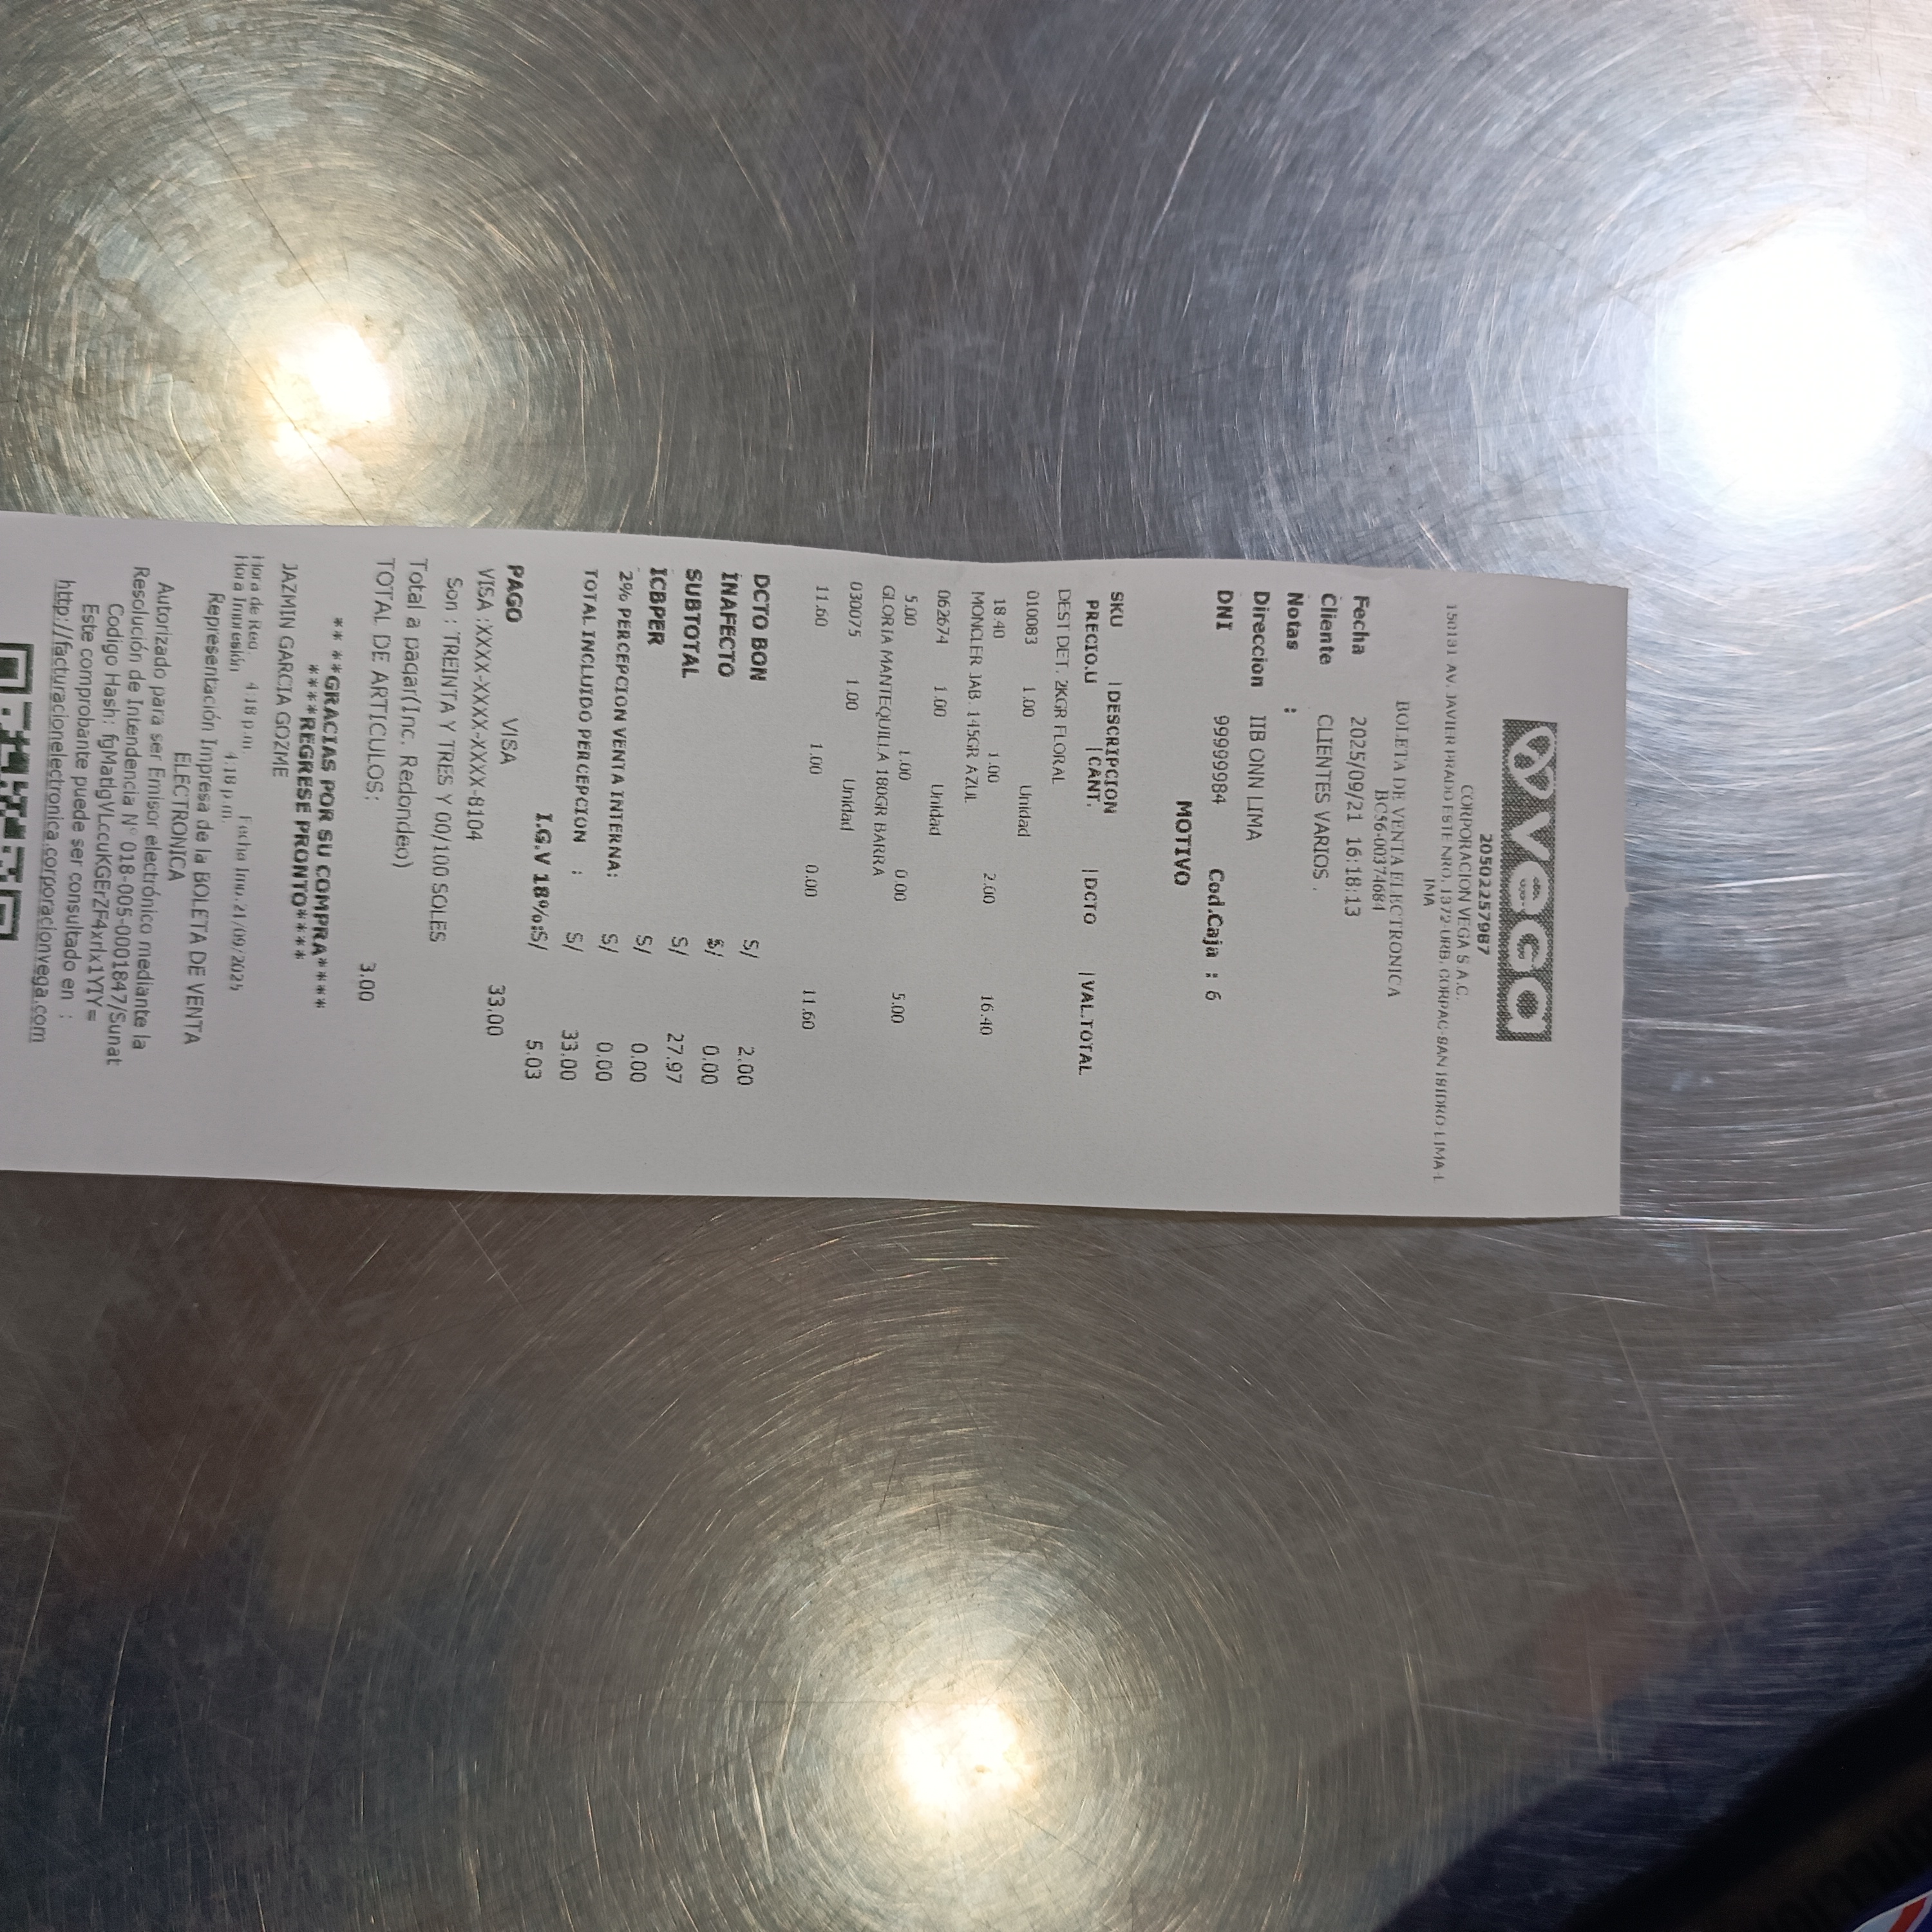 vega
20502257987
CORPORACION VEGA S.A.C.
150131 AV. JAVIER PRADO ESTE NRO. 1372 URB. CORPAC-SAN ISIDRO-LIMA-L
IMA
BOLETA DE VENTA ELECTRONICA
BC56-00374684
Fecha 2025/09/21 16:18:13
Cliente CLIENTES VARIOS .
Notas :
Direccion IIB ONN LIMA
DNI 99999984 Cod.Caja : 6
MOTIVO
SKU |DESCRIPCION
PRECIO.U |CANT. |DCTO |VAL.TOTAL
DEST DET. 2KGR FLORAL
010083 1.00 Unidad
18.40 1.00 2.00 16.40
MONCLER JAB. 145GR AZUL
062674 1.00 Unidad
5.00 1.00 0.00 5.00
GLORIA MANTEQUILLA 180GR BARRA
030075 1.00 Unidad
11.60 1.00 0.00 11.60
DCTO BON S/ 2.00
INAFECTO S/ 0.00
SUBTOTAL S/ 27.97
ICBPER S/ 0.00
2% PERCEPCION VENTA INTERNA: S/ 0.00
TOTAL INCLUIDO PERCEPCION : S/ 33.00
I.G.V 18%:S/ 5.03
PAGO VISA 33.00
VISA :XXXX-XXXX-XXXX-8104
Son : TREINTA Y TRES Y 00/100 SOLES
Total a pagar(Inc. Redondeo)
TOTAL DE ARTICULOS: 3.00
****GRACIAS POR SU COMPRA****
****REGRESE PRONTO****
JAZMIN GARCIA GOZME
Hora de Reg. 4:18 p.m. Fecha Imp.21/09/2025
Hora Impresión 4:18 p.m.
Representación Impresa de la BOLETA DE VENTA
ELECTRONICA
Autorizado para ser Emisor electrónico mediante la
Resolución de Intendencia N° 018-005-0001847/Sunat
Codigo Hash: fgMatlgVLccuKGErZF4xrIx1YIY=
Este comprobante puede ser consultado en :
http://facturacionelectronica.corporacionvega.com